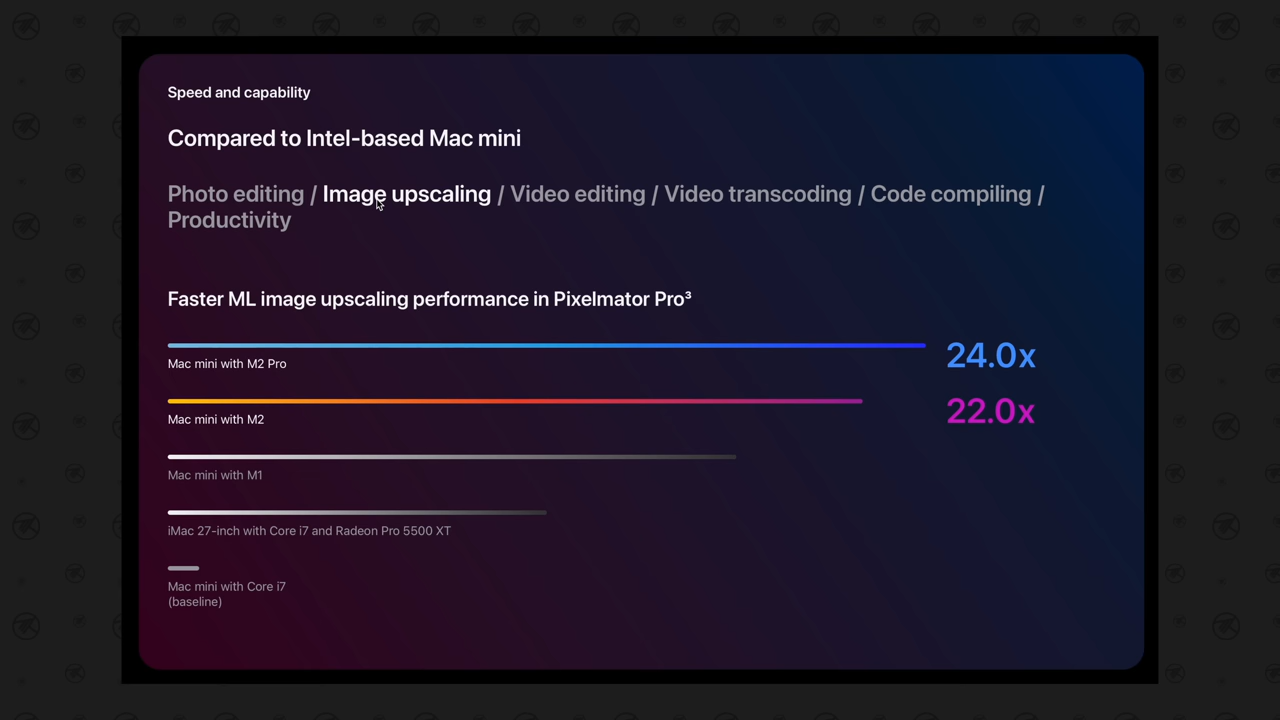 Speed and capability
Compared to Intel-based Mac mini
Photo editing / Image upscaling / Video editing / Video transcoding / Code compiling /
Productivity
Faster ML image upscaling performance in Pixelmator Pro³
24.0x
Mac mini with M2 Pro
22.0x
Mac mini with M2
Mac mini with M1
iMac 27-inch with Core i7 and Radeon Pro 5500 XT
Mac mini with Core i7
(baseline)